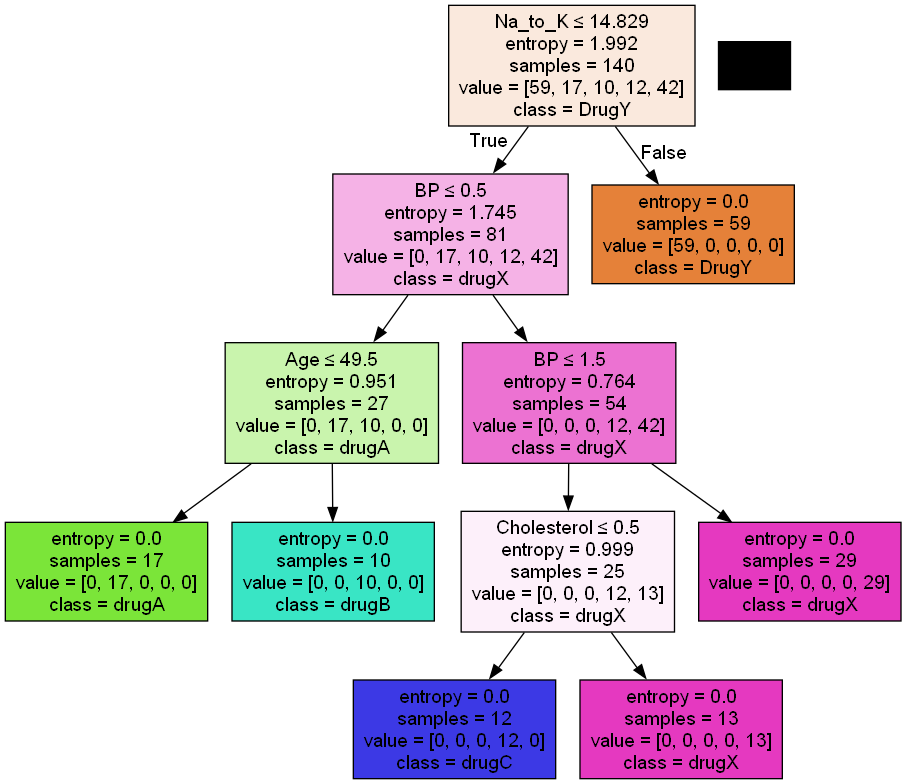 Na_to_K ≤ 14.829
entropy = 1.992
samples = 140
value = [59, 17, 10, 12, 42]
class = DrugY
True
False
BP ≤ 0.5
entropy = 1.745
samples = 81
value = [0, 17, 10, 12, 42]
class = drugX
entropy = 0.0
samples = 59
value = [59, 0, 0, 0, 0]
class = DrugY
Age ≤ 49.5
entropy = 0.951
samples = 27
value = [0, 17, 10, 0, 0]
class = drugA
BP ≤ 1.5
entropy = 0.764
samples = 54
value = [0, 0, 0, 12, 42]
class = drugX
entropy = 0.0
samples = 17
value = [0, 17, 0, 0, 0]
class = drugA
entropy = 0.0
samples = 10
value = [0, 0, 10, 0, 0]
class = drugB
Cholesterol ≤ 0.5
entropy = 0.999
samples = 25
value = [0, 0, 0, 12, 13]
class = drugX
entropy = 0.0
samples = 29
value = [0, 0, 0, 0, 29]
class = drugX
entropy = 0.0
samples = 12
value = [0, 0, 0, 12, 0]
class = drugC
entropy = 0.0
samples = 13
value = [0, 0, 0, 0, 13]
class = drugX